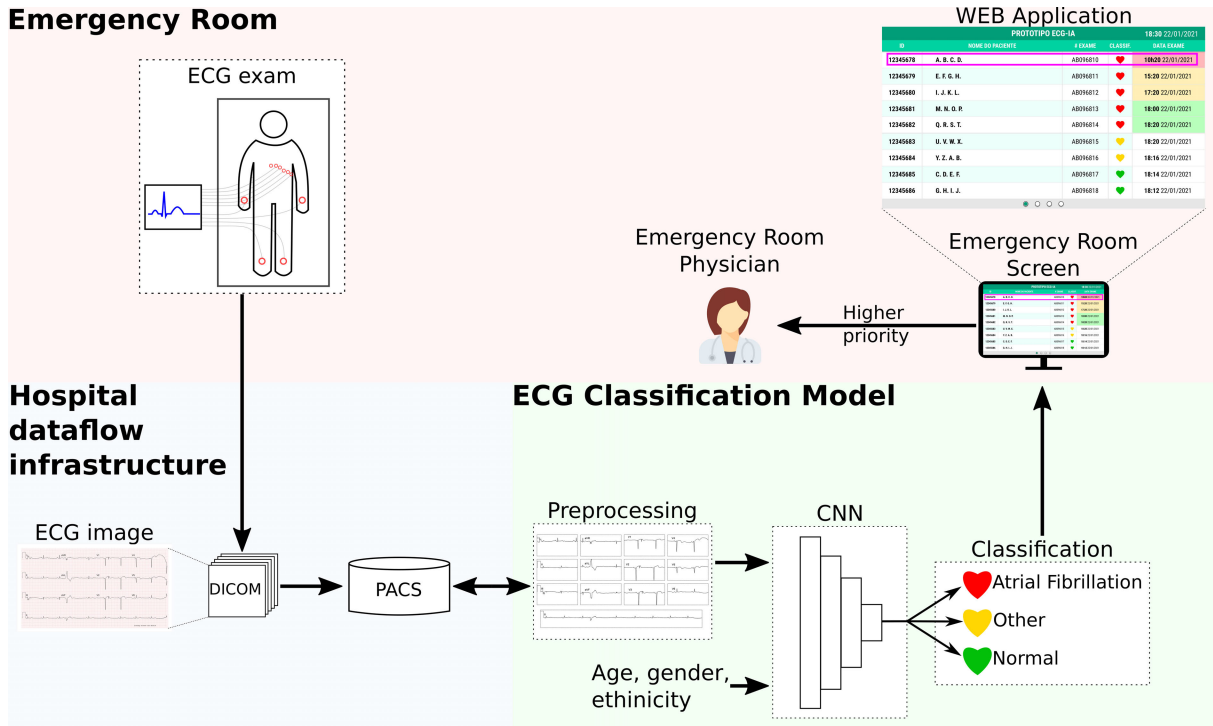 Emergency Room
ECG exam
WEB Application
PROTOTIPO ECG-IA 18:30 22/01/2021
ID NOME DO PACIENTE # EXAME CLASSIF. DATA EXAME
12345678 A. B. C. D. AB096810 10h20 22/01/2021
12345679 E. F. G. H. AB096811 15:20 22/01/2021
12345680 I. J. K. L. AB096812 17:20 22/01/2021
12345681 M. N. O. P. AB096813 18:00 22/01/2021
12345682 Q. R. S. T. AB096814 18:20 22/01/2021
12345683 U. V. W. X. AB096815 18:20 22/01/2021
12345684 Y. Z. A. B. AB096816 18:16 22/01/2021
12345685 C. D. E. F. AB096817 18:14 22/01/2021
12345686 G. H. I. J. AB096818 18:12 22/01/2021
Emergency Room
Physician
Emergency Room
Screen
Higher
priority
Hospital
dataflow
infrastructure
ECG image
DICOM
PACS
ECG Classification Model
Preprocessing
CNN
Age, gender,
ethinicity
Classification
Atrial Fibrillation
Other
Normal